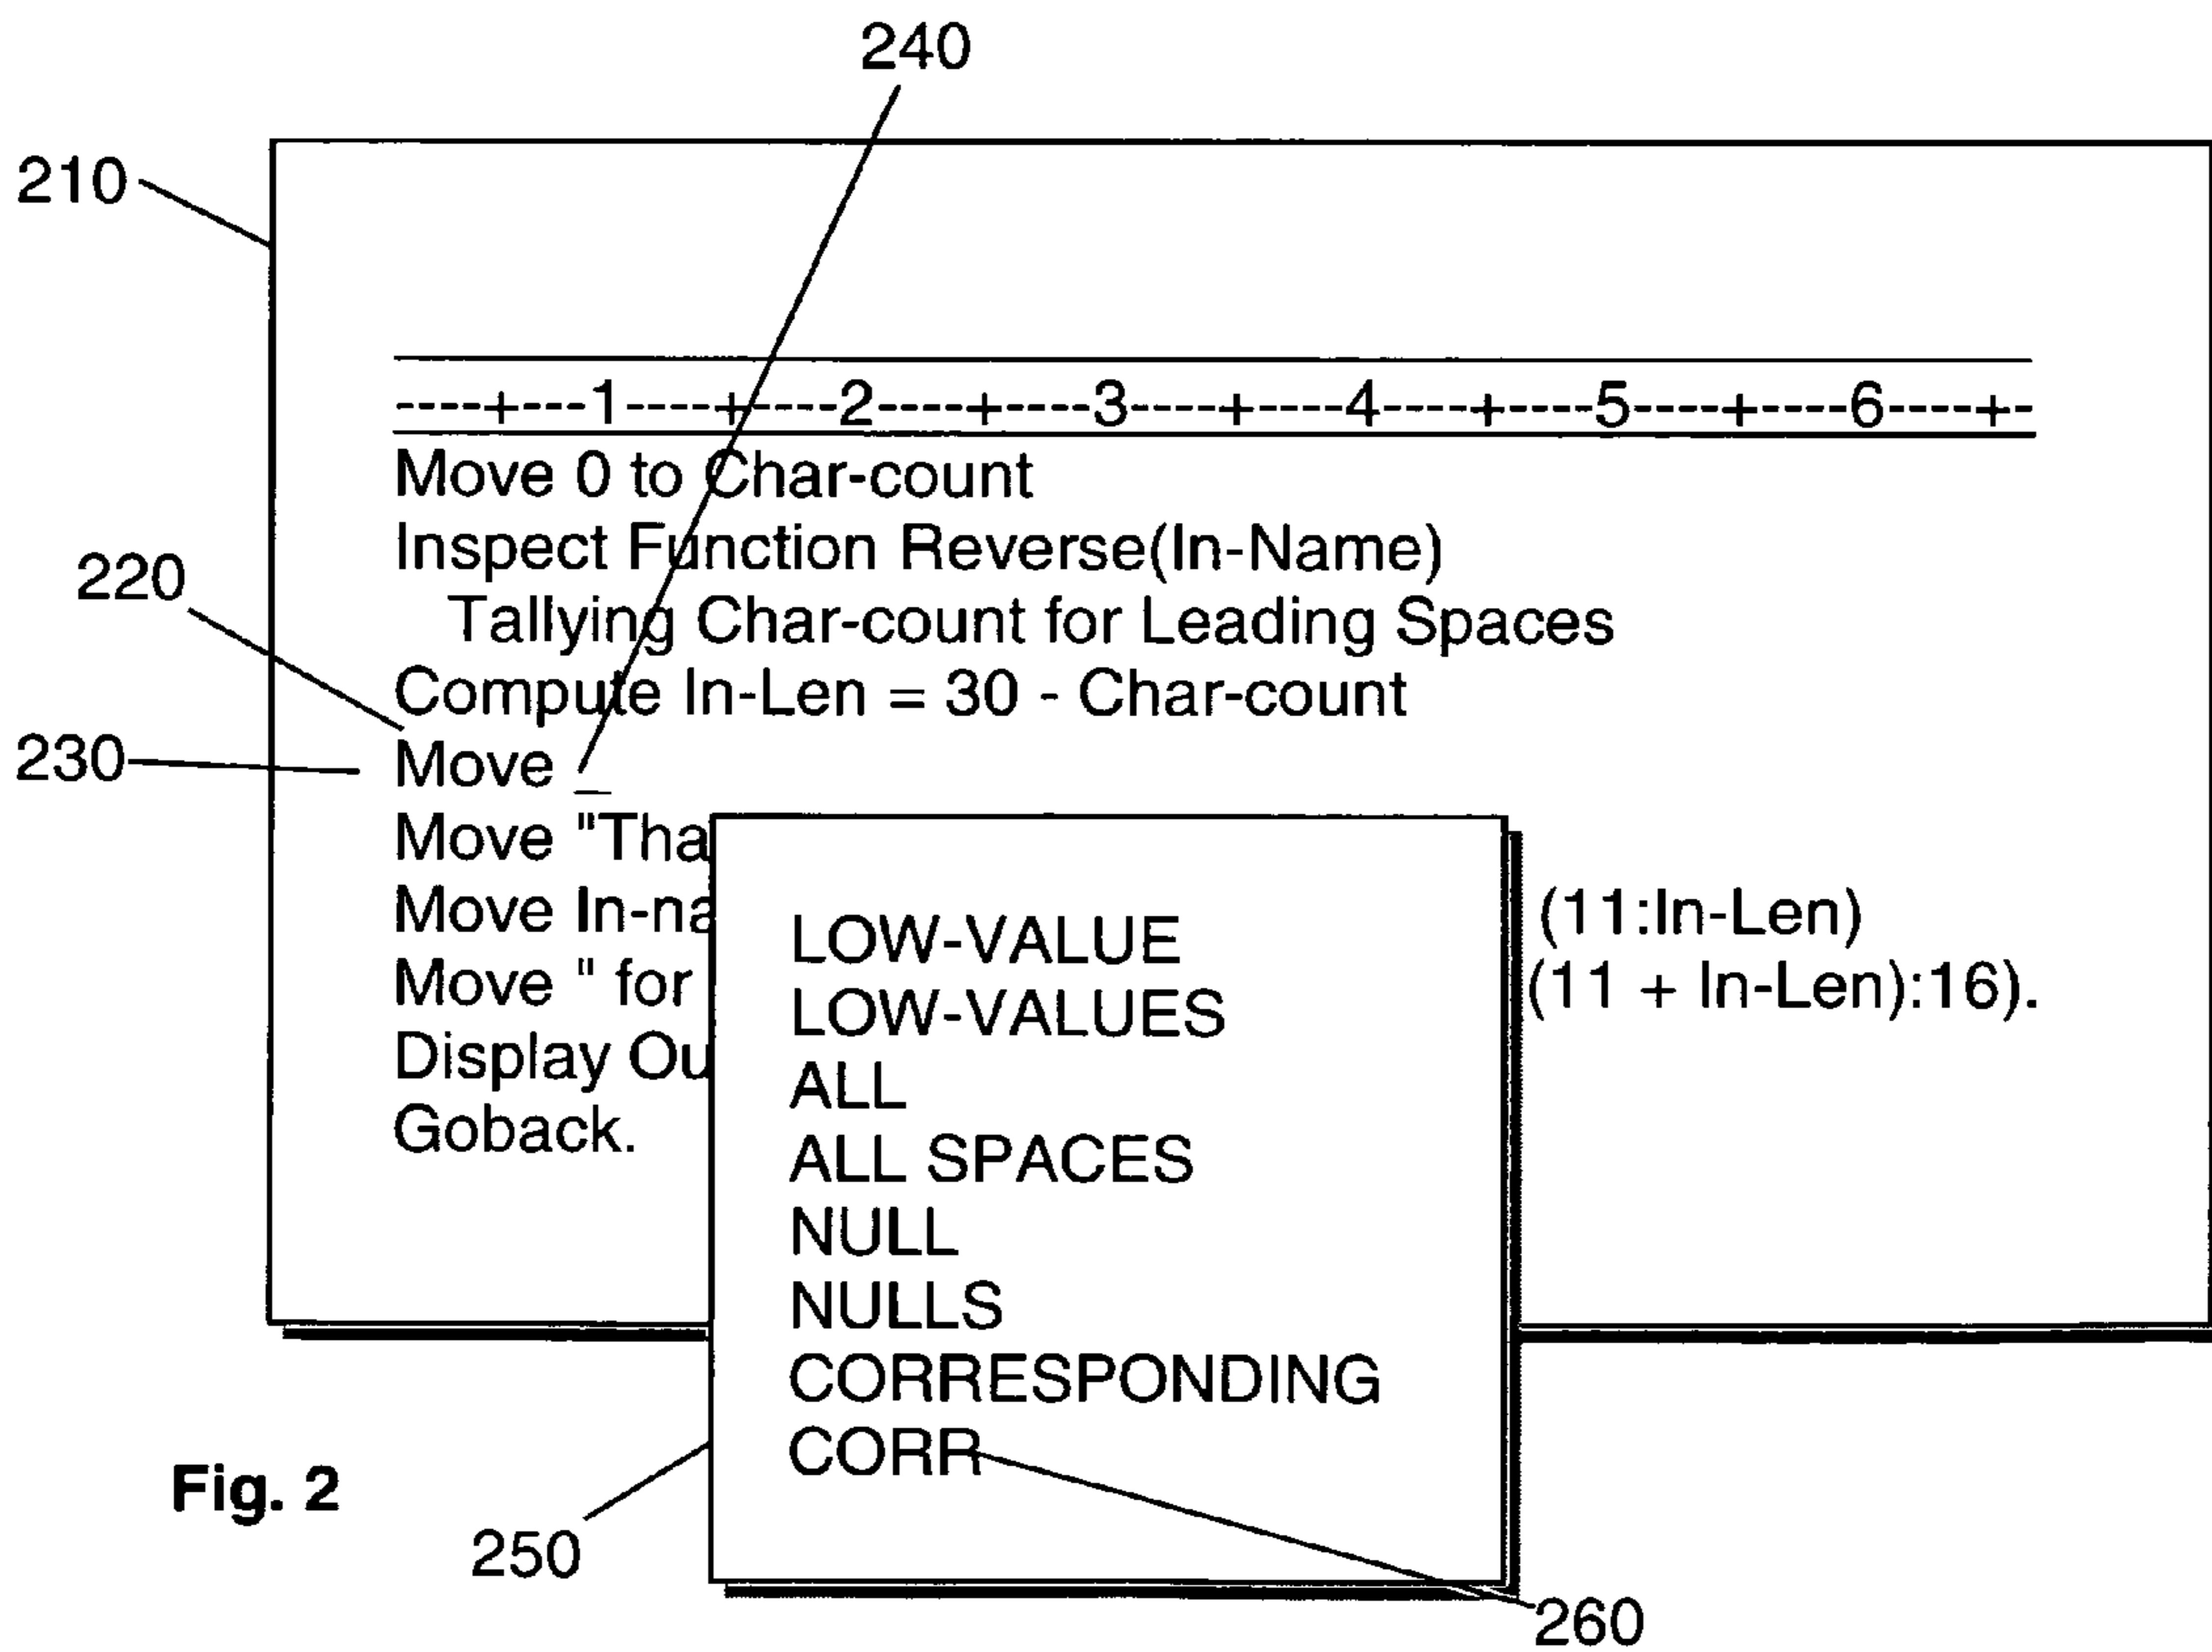 240
210
----+---1----+----2----+----3----+----4----+----5----+----6----+-
Move 0 to Char-count
Inspect Function Reverse(In-Name)
220
Tallying Char-count for Leading Spaces
Compute In-Len = 30 - Char-count
230
Move _
Move "Tha
Move In-na (11:In-Len)
Move " for (11 + In-Len):16).
Display Ou
Goback.
LOW-VALUE
LOW-VALUES
ALL
ALL SPACES
NULL
NULLS
CORRESPONDING
CORR
Fig. 2
250
260